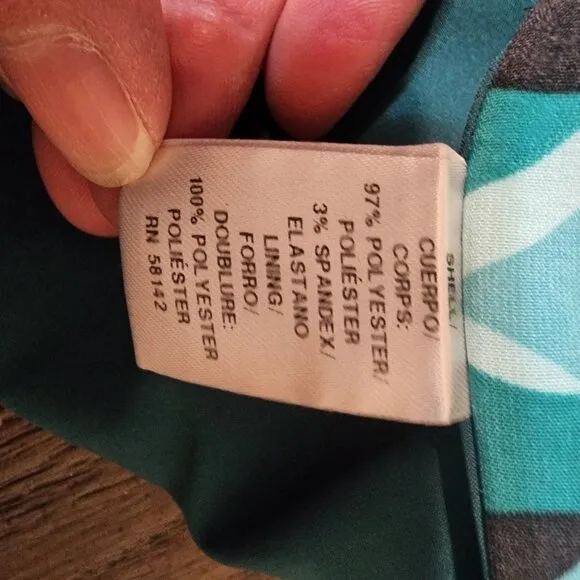 SHELL/
CUERPO/
CORPS:
97% POLYESTER/
POLIÉSTER
3% SPANDEX/
ELASTANO
LINING/
FORRO/
DOUBLURE:
100% POLYESTER
POLIÉSTER
RN 58142